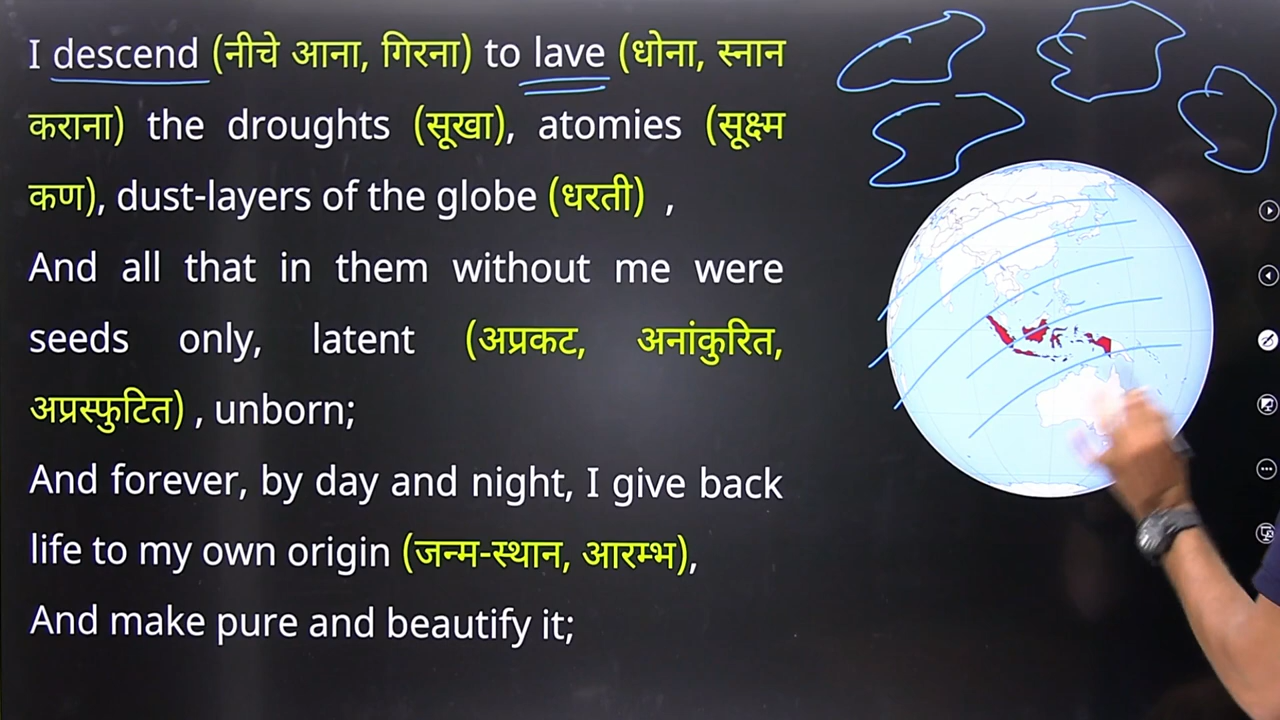 I descend (नीचे आना, गिरना) to lave (धोना, स्नान
कराना) the droughts (सूखा), atomies (सूक्ष्म
कण), dust-layers of the globe (धरती) ,
And all that in them without me were
seeds only, latent (अप्रकट, अनांकुरित,
अप्रस्फुटित) , unborn;
And forever, by day and night, I give back
life to my own origin (जन्म-स्थान, आरम्भ),
And make pure and beautify it;